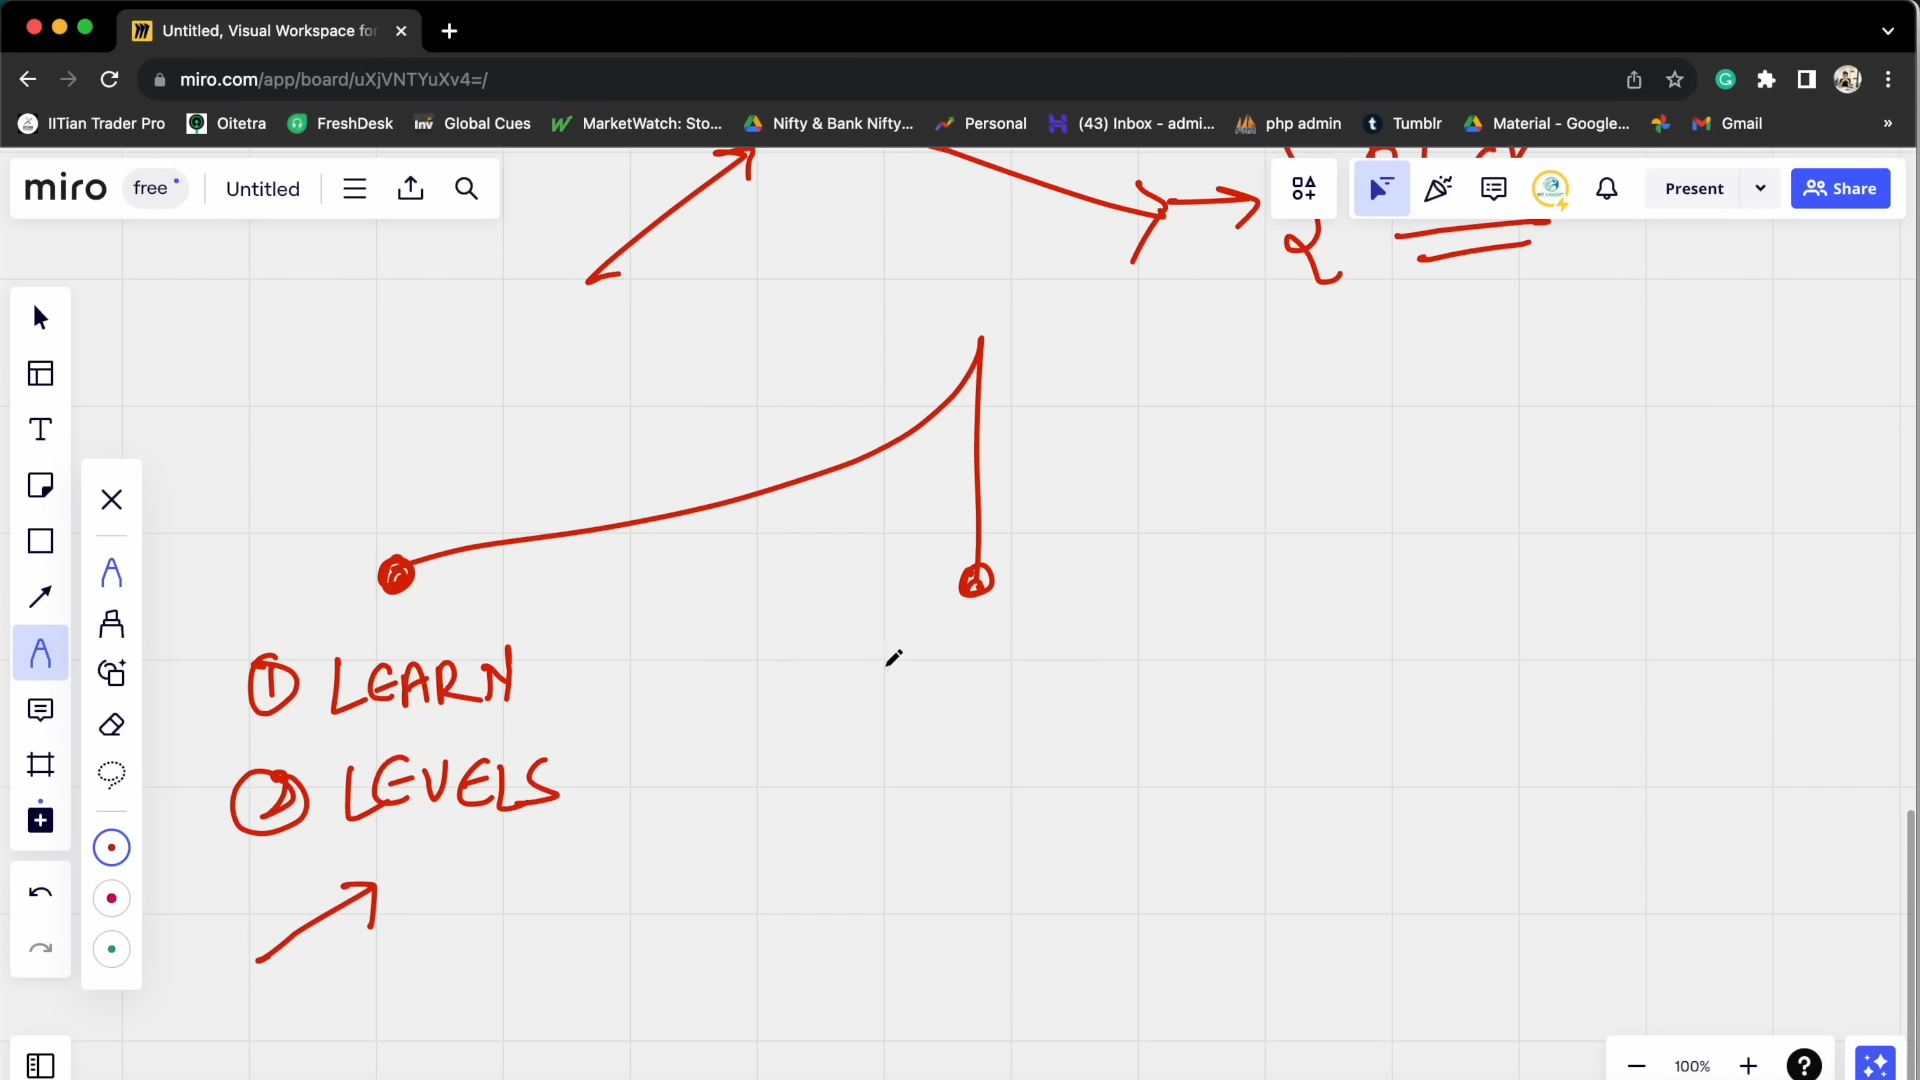 Untitled, Visual Workspace for
miro.com/app/board/uXjVNTYuXv4=/
IITian Trader Pro Oitetra FreshDesk Inv Global Cues MarketWatch: Sto... Nifty & Bank Nifty... Personal (43) Inbox - admi... php admin Tumblr Material - Google... Gmail »
miro free Untitled Present Share
① LEARN
② LEVELS
100%